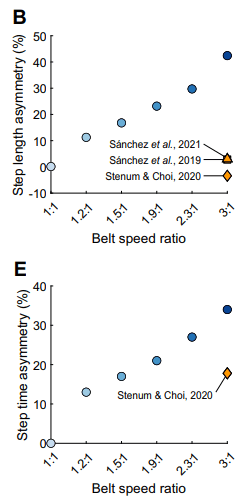 B
Step length asymmetry (%)
50
40
30
20
10
0
-10
Sánchez et al., 2021
Sánchez et al., 2019
Stenum & Choi, 2020
1:1
1.2:1
1.5:1
1.9:1
2.3:1
3:1
Belt speed ratio
E
Step time asymmetry (%)
40
30
20
10
0
Stenum & Choi, 2020
1:1
1.2:1
1.5:1
1.9:1
2.3:1
3:1
Belt speed ratio